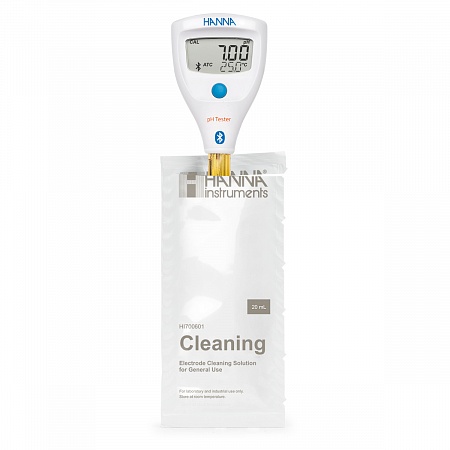 HANNA
CAL pH
7.00
ATC 25.0°C
pH Tester
HANNA
instruments
20 mL
HI700601
Cleaning
Electrode Cleaning Solution
for General Use
For laboratory and industrial use only
Store at room temperature